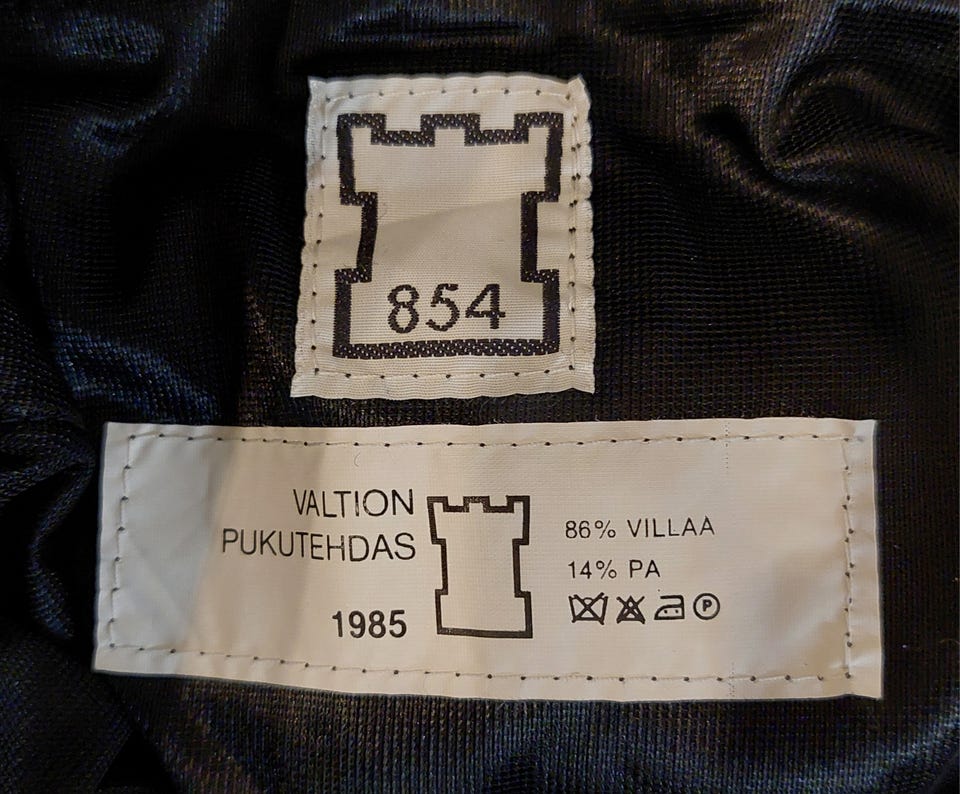 854
VALTION
PUKUTEHDAS
1985
86% VILLAA
14% PA
P